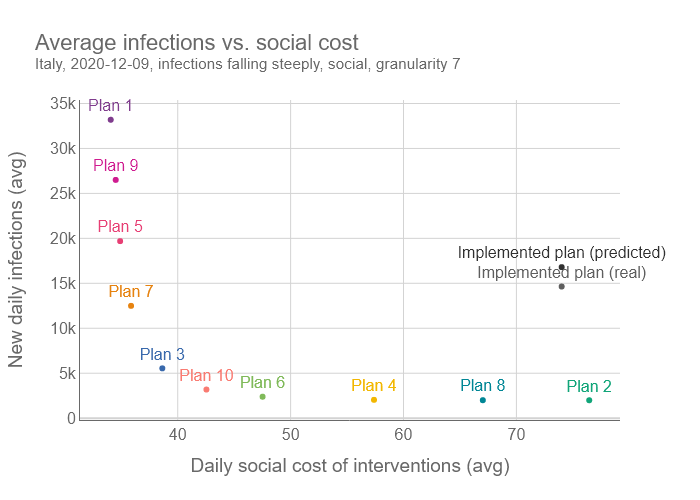 Average infections vs. social cost
Italy, 2020-12-09, infections falling steeply, social, granularity 7
New daily infections (avg)
35k
30k
25k
20k
15k
10k
5k
0
Plan 1
Plan 9
Plan 5
Implemented plan (predicted)
Implemented plan (real)
Plan 7
Plan 3
Plan 10
Plan 6
Plan 4
Plan 8
Plan 2
40
50
60
70
Daily social cost of interventions (avg)